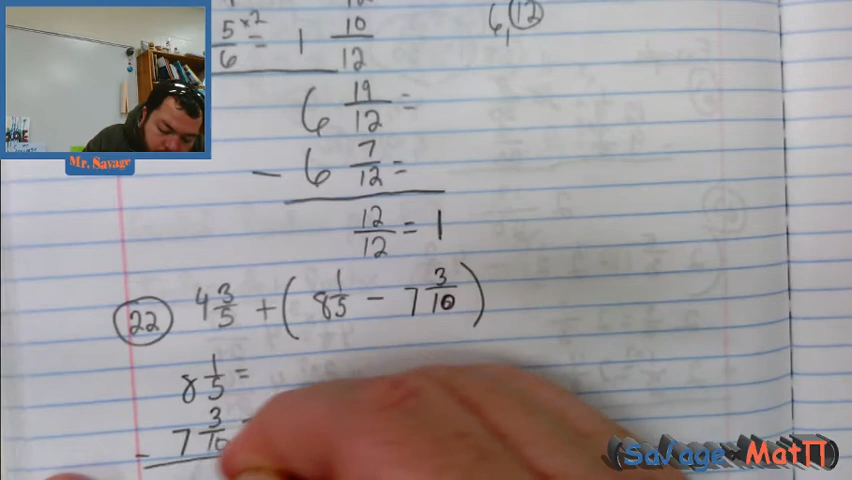 5/6 ×2 = 1 10/12
6, 12
6 19/12 =
- 6 7/12 =
12/12 = 1
22 4 3/5 + ( 8 1/5 - 7 3/10 )
8 1/5 =
- 7 3/10 =
Mr. Savage
(Savage-MatΠ)